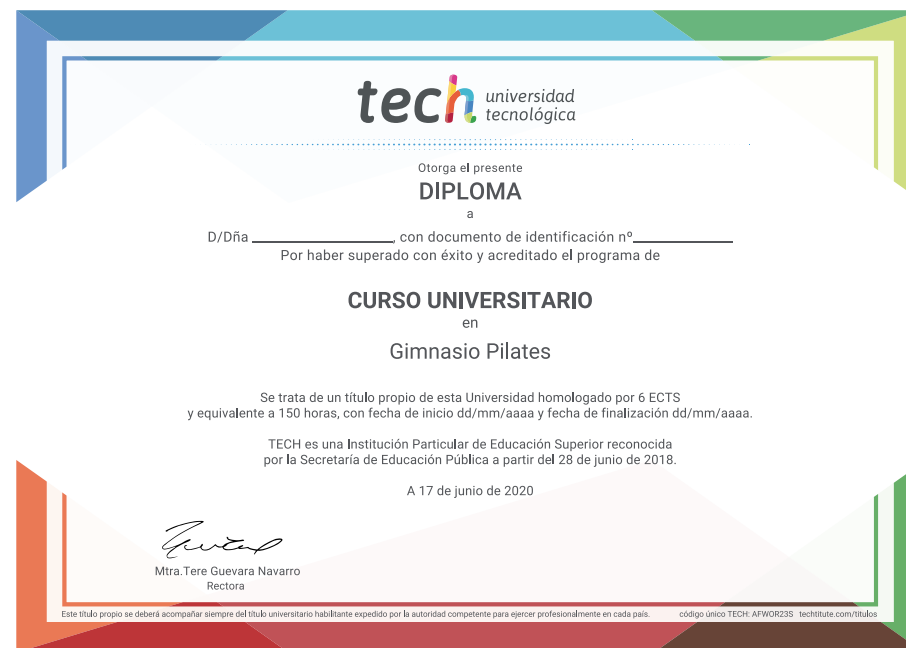 tech universidad
tecnológica
Otorga el presente
DIPLOMA
a
D/Dña ____________________, con documento de identificación nº______________
Por haber superado con éxito y acreditado el programa de
CURSO UNIVERSITARIO
en
Gimnasio Pilates
Se trata de un título propio de esta Universidad homologado por 6 ECTS
y equivalente a 150 horas, con fecha de inicio dd/mm/aaaa y fecha de finalización dd/mm/aaaa.
TECH es una Institución Particular de Educación Superior reconocida
por la Secretaría de Educación Pública a partir del 28 de junio de 2018.
A 17 de junio de 2020
Mtra.Tere Guevara Navarro
Rectora
Este título propio se deberá acompañar siempre del título universitario habilitante expedido por la autoridad competente para ejercer profesionalmente en cada país. código único TECH: AFWOR23S techtitute.com/titulos